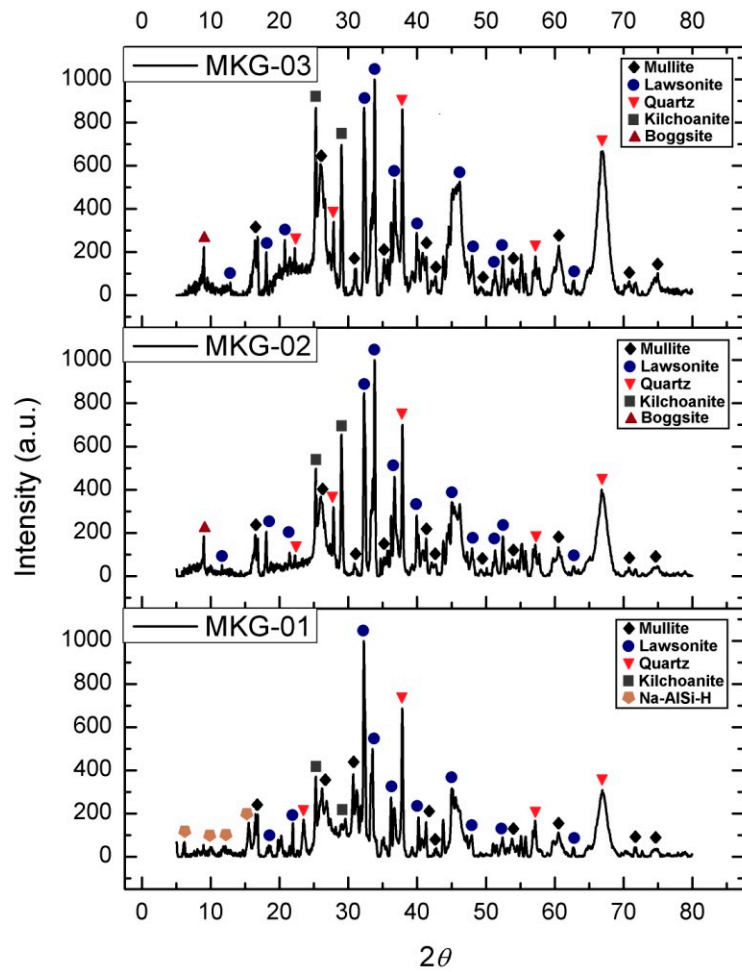 0 10 20 30 40 50 60 70 80
MKG-03
Mullite
Lawsonite
Quartz
Kilchoanite
Boggsite
1000
800
600
400
200
0
MKG-02
Mullite
Lawsonite
Quartz
Kilchoanite
Boggsite
1000
800
600
400
200
0
Intensity (a.u.)
MKG-01
Mullite
Lawsonite
Quartz
Kilchoanite
Na-AlSi-H
1000
800
600
400
200
0
0 10 20 30 40 50 60 70 80
2θ